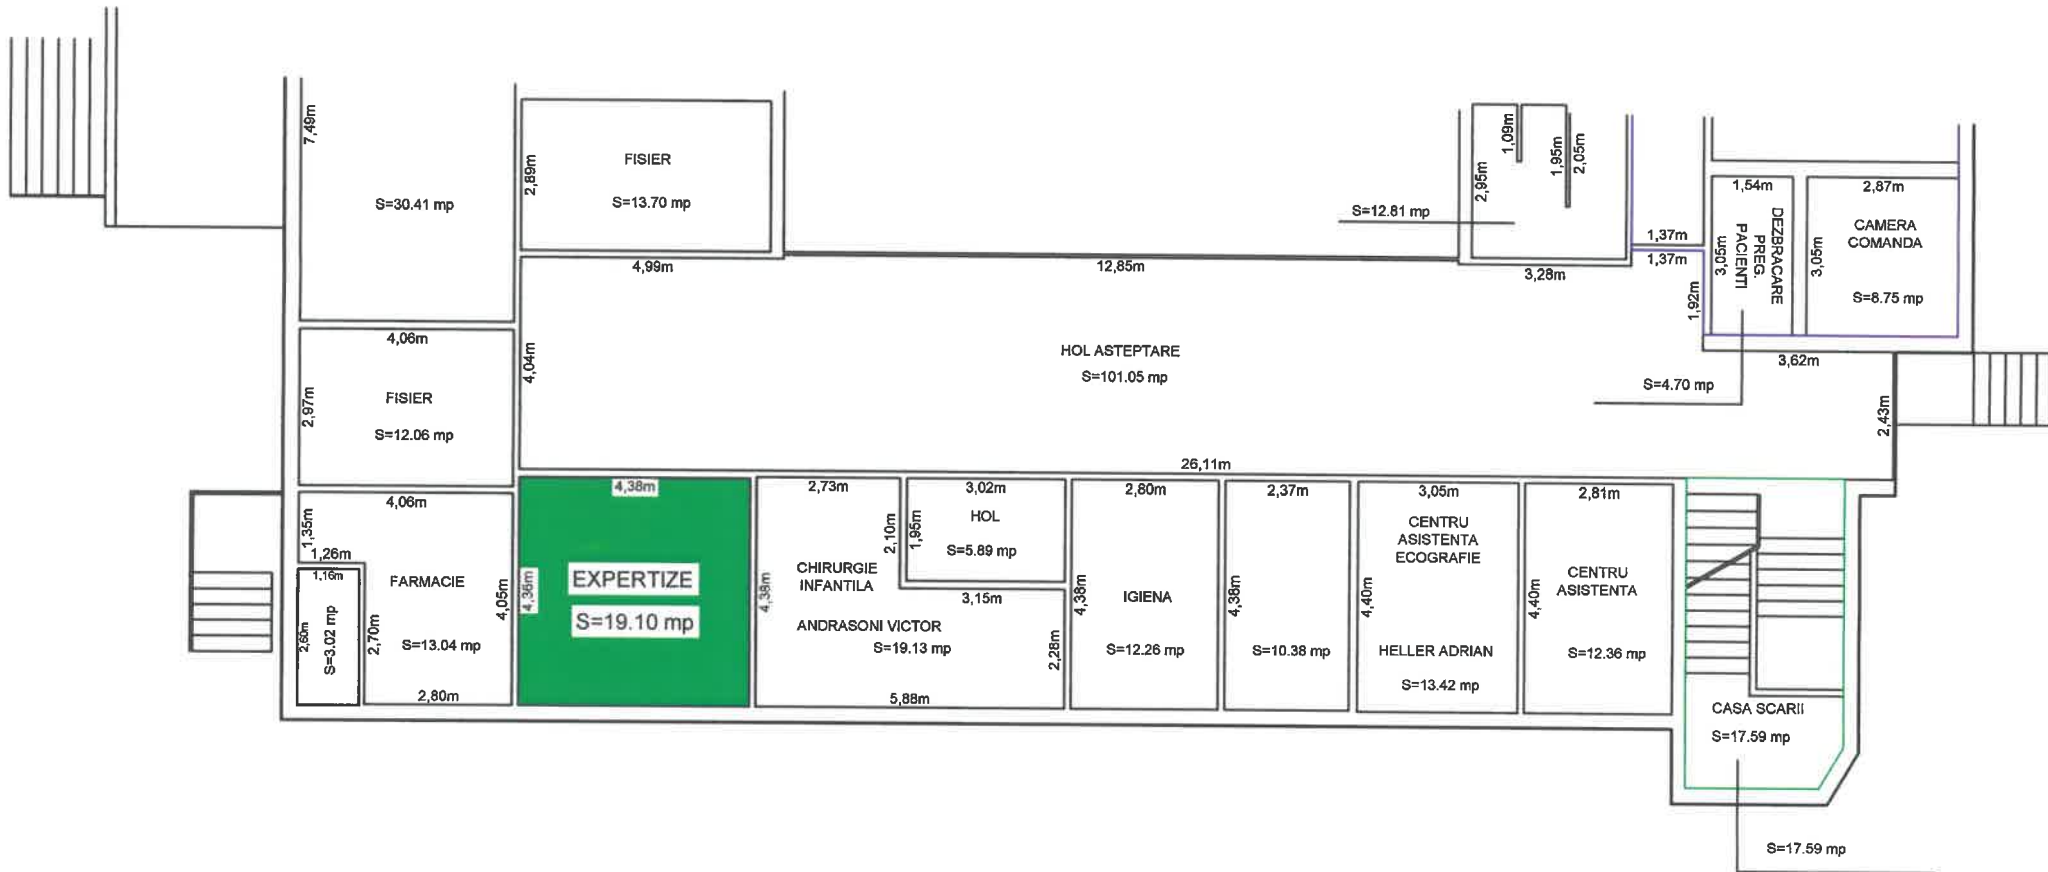 7,49m
S=30.41 mp
2,89m
FISIER
S=13.70 mp
4,99m
12,85m
S=12.81 mp
2,95m
1,09m
1,95m
2,05m
3,28m
1,37m
1,37m
1,92m
1,54m
3,05m
DEZBRACARE
PREG.
PACIENTI
2,87m
3,05m
CAMERA
COMANDA
S=8.75 mp
3,62m
S=4.70 mp
2,43m
4,06m
2,97m
FISIER
S=12.06 mp
4,04m
HOL ASTEPTARE
S=101.05 mp
26,11m
4,06m
1,35m
1,26m
1,16m
2,60m
S=3.02 mp
2,70m
FARMACIE
S=13.04 mp
4,05m
2,80m
4,38m
4,36m
EXPERTIZE
S=19.10 mp
2,73m
4,38m
CHIRURGIE
INFANTILA
ANDRASONI VICTOR
S=19.13 mp
2,10m
5,88m
3,02m
1,95m
HOL
S=5.89 mp
3,15m
2,28m
2,80m
4,38m
IGIENA
S=12.26 mp
2,37m
4,38m
S=10.38 mp
3,05m
CENTRU
ASISTENTA
ECOGRAFIE
4,40m
HELLER ADRIAN
S=13.42 mp
2,81m
4,40m
CENTRU
ASISTENTA
S=12.36 mp
CASA SCARII
S=17.59 mp
S=17.59 mp